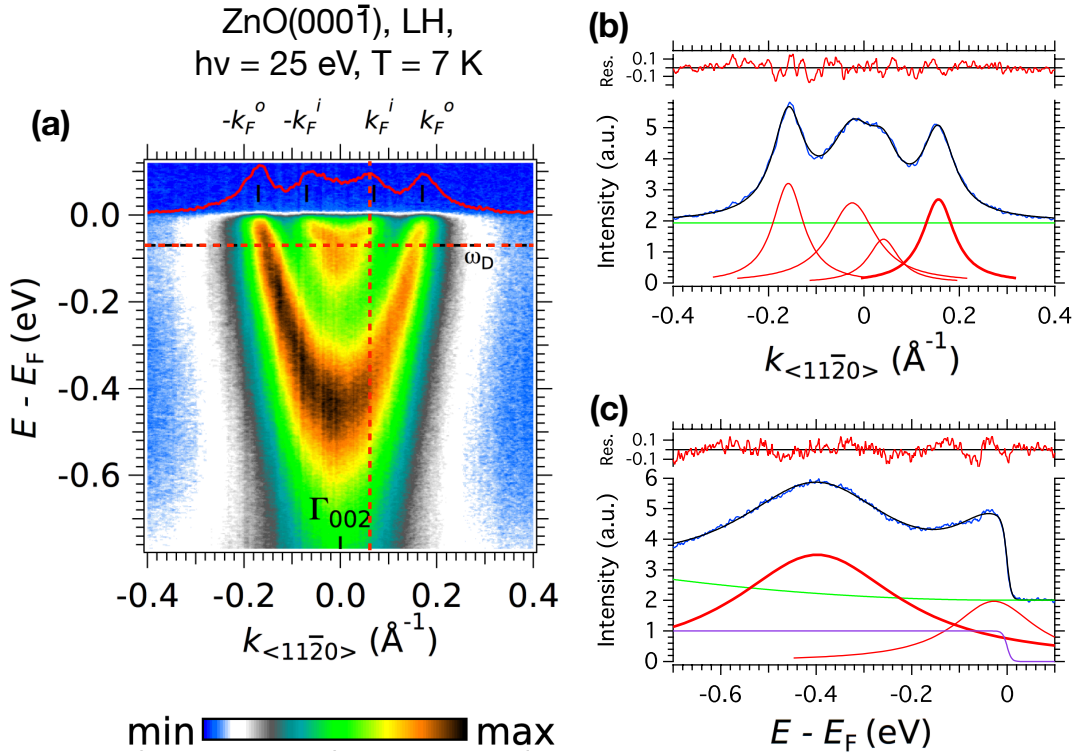 ZnO(0001̄), LH,
hν = 25 eV, T = 7 K
(a)
-k_F^o -k_F^i k_F^i k_F^o
0.0
-0.2
-0.4
-0.6
E - E_F (eV)
ω_D
Γ_002
-0.4 -0.2 0.0 0.2 0.4
k_<112̄0> (Å^-1)
min max
(b)
Res.
0.1
-0.1
5
4
3
2
1
0
Intensity (a.u.)
-0.4 -0.2 0 0.2 0.4
k_<112̄0> (Å^-1)
(c)
Res.
0.1
-0.1
6
5
4
3
2
1
0
Intensity (a.u.)
-0.6 -0.4 -0.2 0
E - E_F (eV)